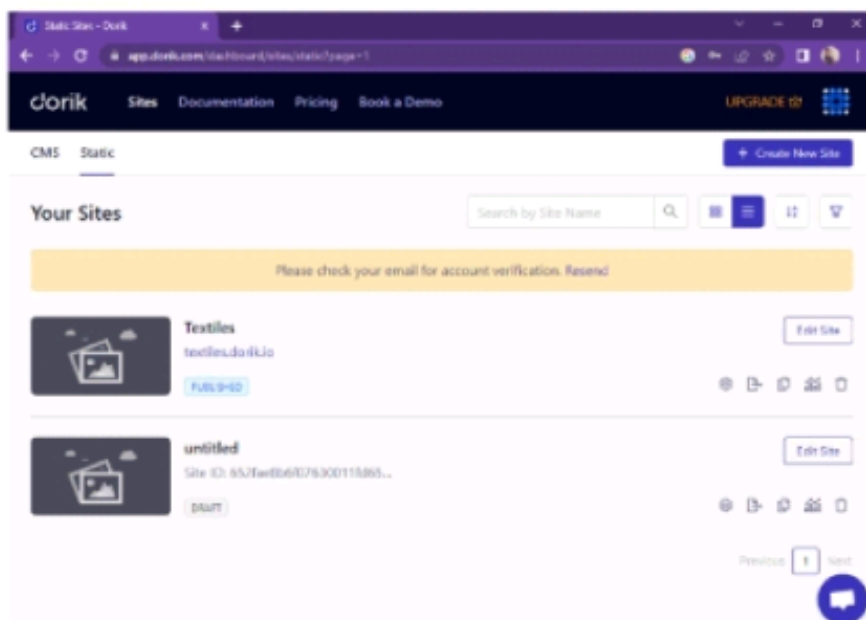 Static Sites - Dorik
app.dorik.com/dashboard/sites/static?page=1
dorik Sites Documentation Pricing Book a Demo UPGRADE
CMS Static + Create New Site
Your Sites Search by Site Name
Please check your email for account verification. Resend
Textiles Edit Site
textiles.dorik.io
PUBLISHED
untitled Edit Site
Site ID:
DRAFT
Previous 1 Next